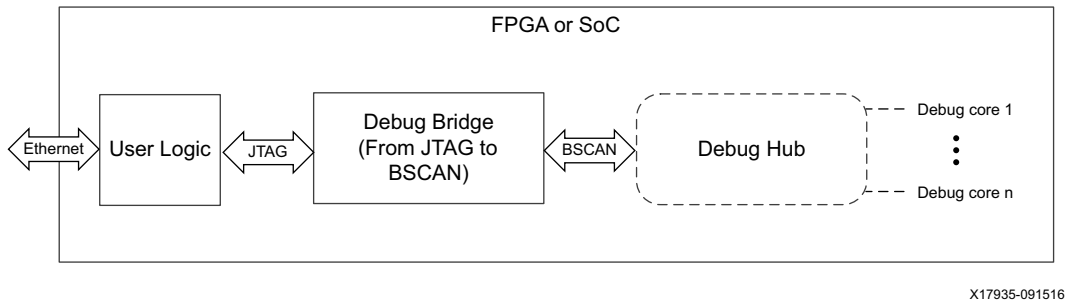 FPGA or SoC
Ethernet
User Logic
JTAG
Debug Bridge
(From JTAG to
BSCAN)
BSCAN
Debug Hub
Debug core 1
Debug core n
X17935-091516